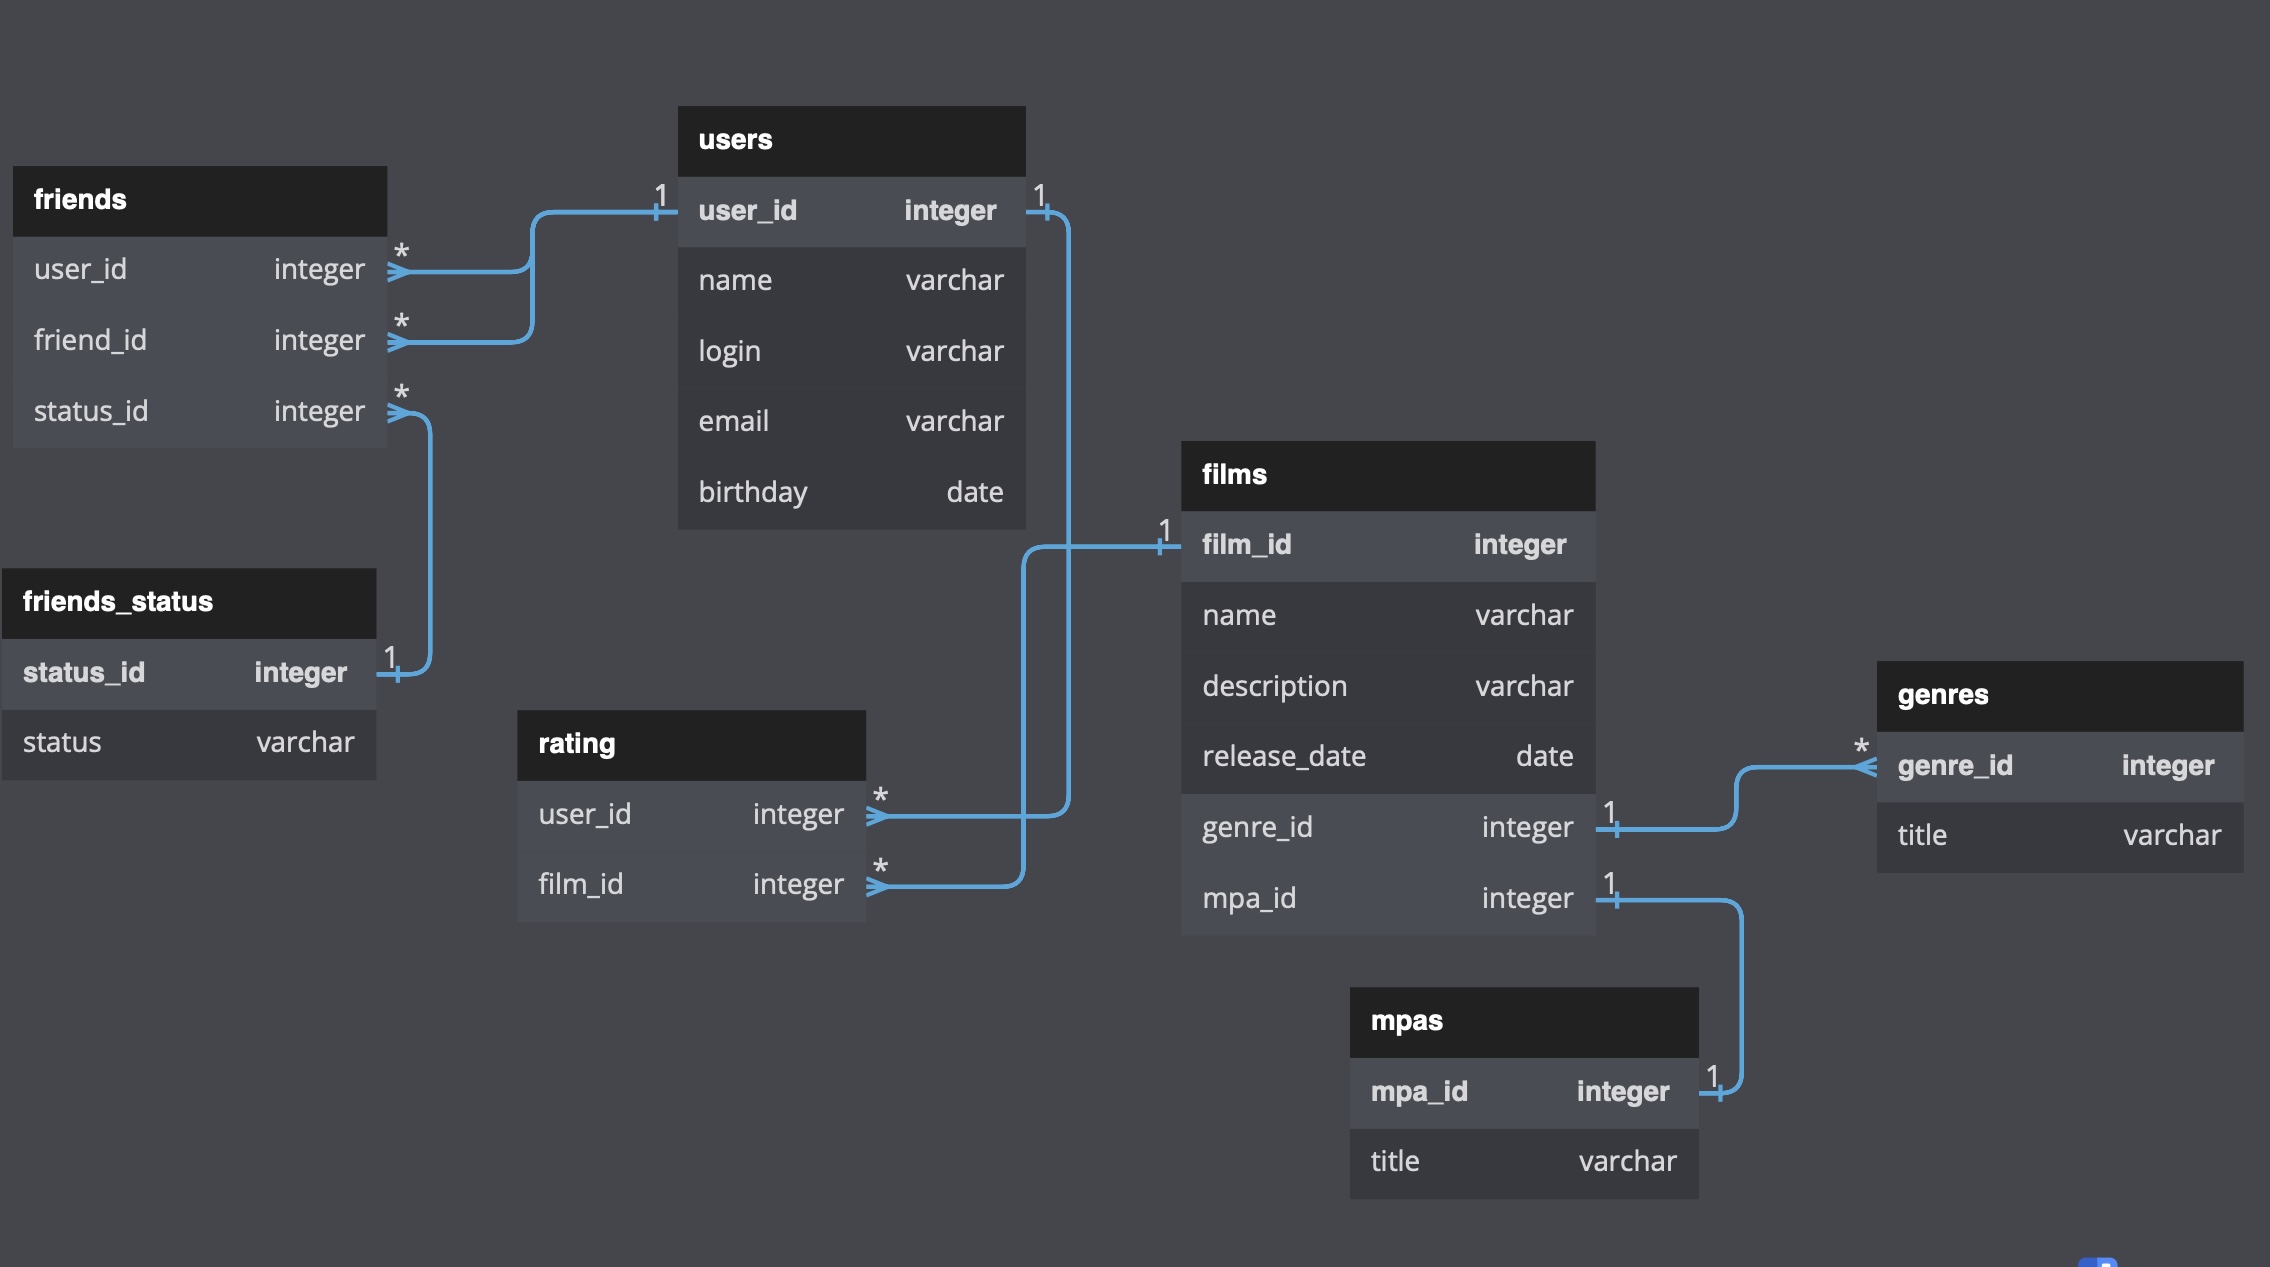 friends
user_id integer *
friend_id integer *
status_id integer *
friends_status
status_id integer 1
status varchar
users
1 user_id integer 1
name varchar
login varchar
email varchar
birthday date
rating
user_id integer *
film_id integer *
films
1 film_id integer
name varchar
description varchar
release_date date
genre_id integer 1
mpa_id integer 1
genres
* genre_id integer
title varchar
mpas
mpa_id integer 1
title varchar